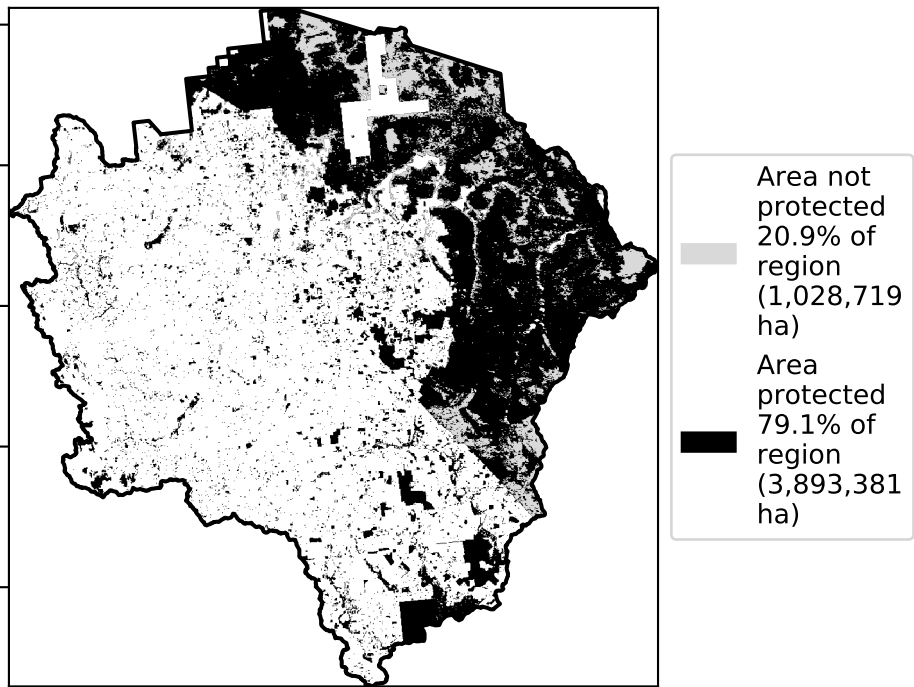 Area not
protected
20.9% of
region
(1,028,719
ha)
Area
protected
79.1% of
region
(3,893,381
ha)